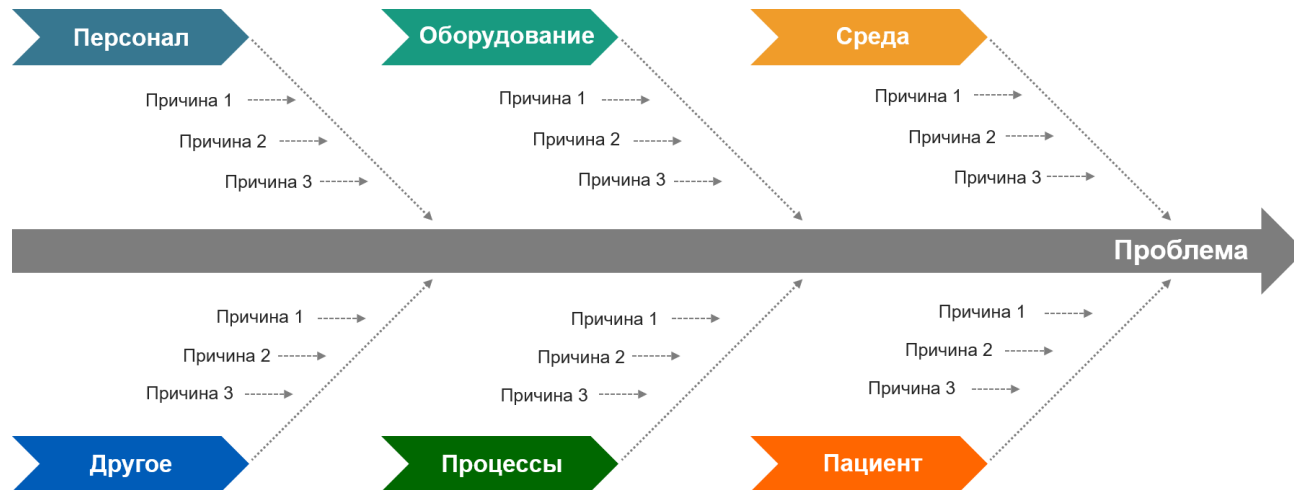 Персонал
Оборудование
Среда
Причина 1
Причина 2
Причина 3
Причина 1
Причина 2
Причина 3
Причина 1
Причина 2
Причина 3
Проблема
Причина 1
Причина 2
Причина 3
Причина 1
Причина 2
Причина 3
Причина 1
Причина 2
Причина 3
Другое
Процессы
Пациент